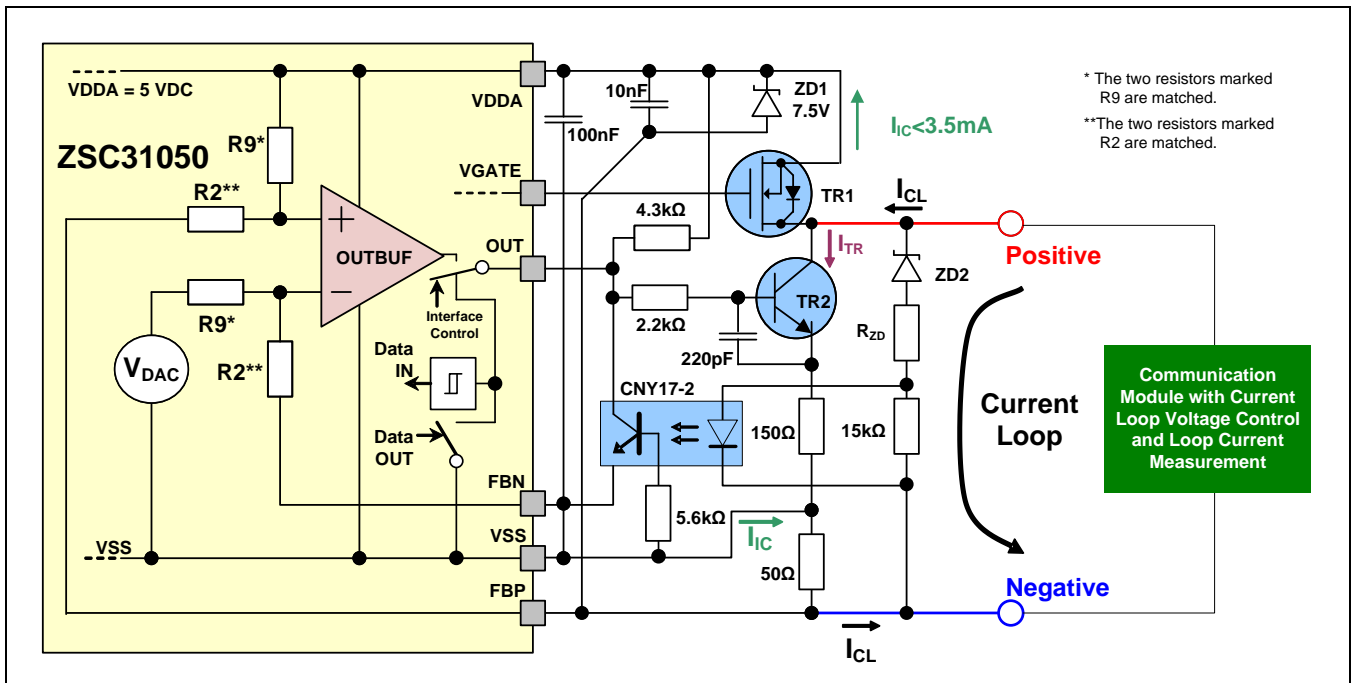 VDDA = 5 VDC
VDDA
ZSC31050
R9*
R2**
VGATE
OUTBUF
OUT
Interface
Control
R9*
R2**
VDAC
Data
IN
Data
OUT
FBN
VSS
VSS
FBP
10nF
100nF
ZD1
7.5V
IIC<3.5mA
TR1
ICL
4.3kΩ
ITR
Positive
ZD2
TR2
2.2kΩ
220pF
RZD
CNY17-2
150Ω
15kΩ
5.6kΩ
IIC
50Ω
Current
Loop
Negative
ICL
* The two resistors marked
R9 are matched.
**The two resistors marked
R2 are matched.
Communication
Module with Current
Loop Voltage Control
and Loop Current
Measurement